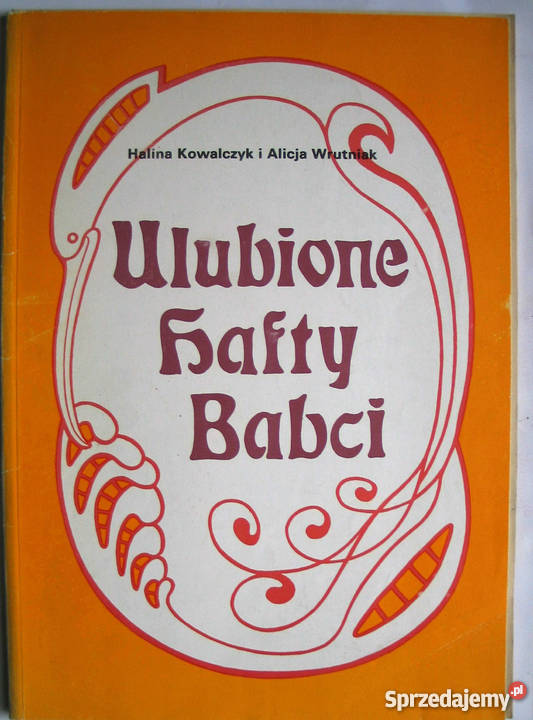 Halina Kowalczyk i Alicja Wrutniak
Ulubione
hafty
Babci
Sprzedajemy.pl